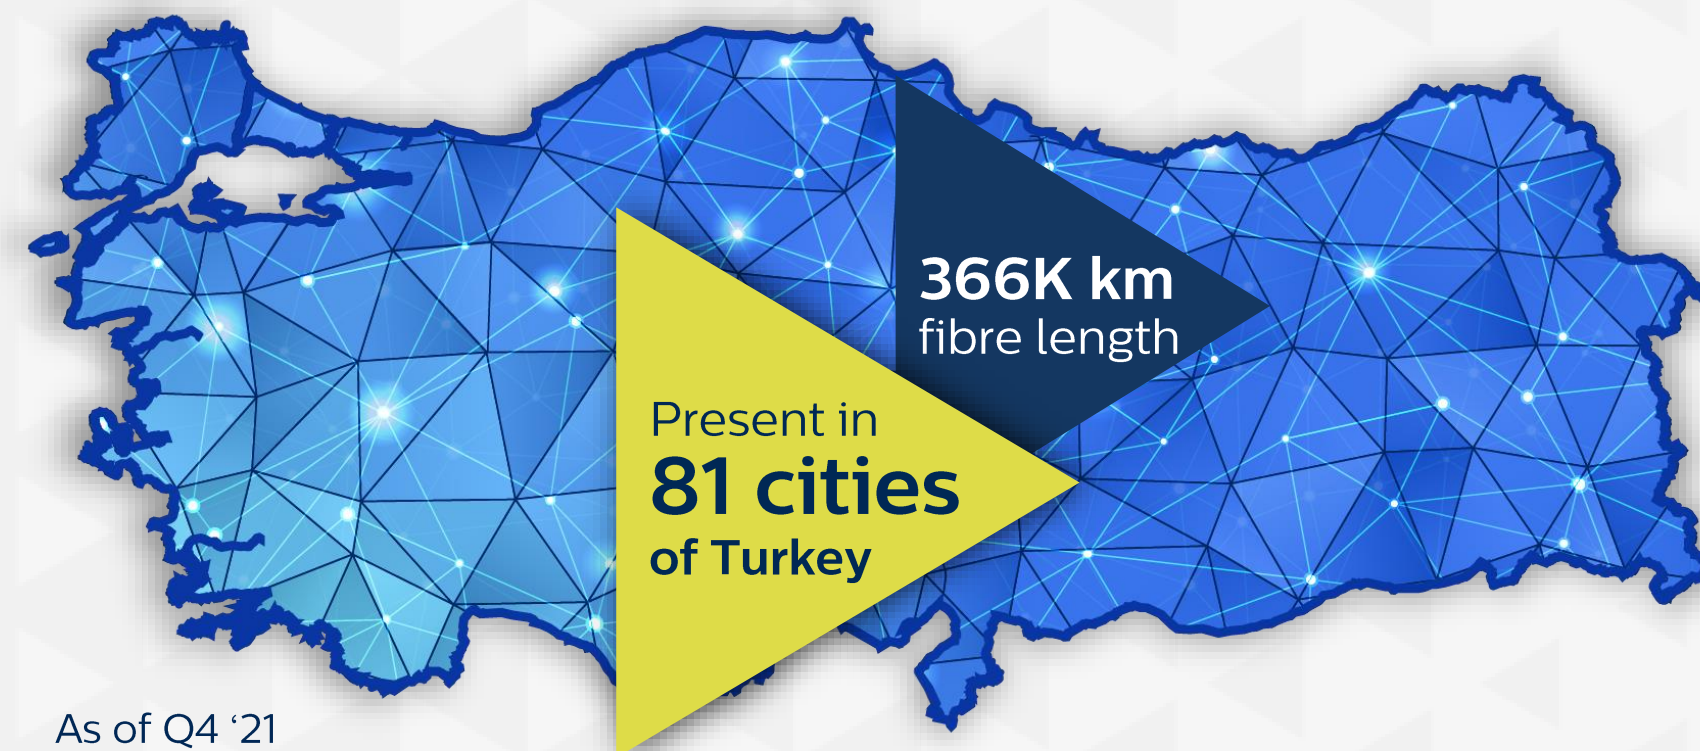 366K km
fibre length
Present in
81 cities
of Turkey
As of Q4 ‘21